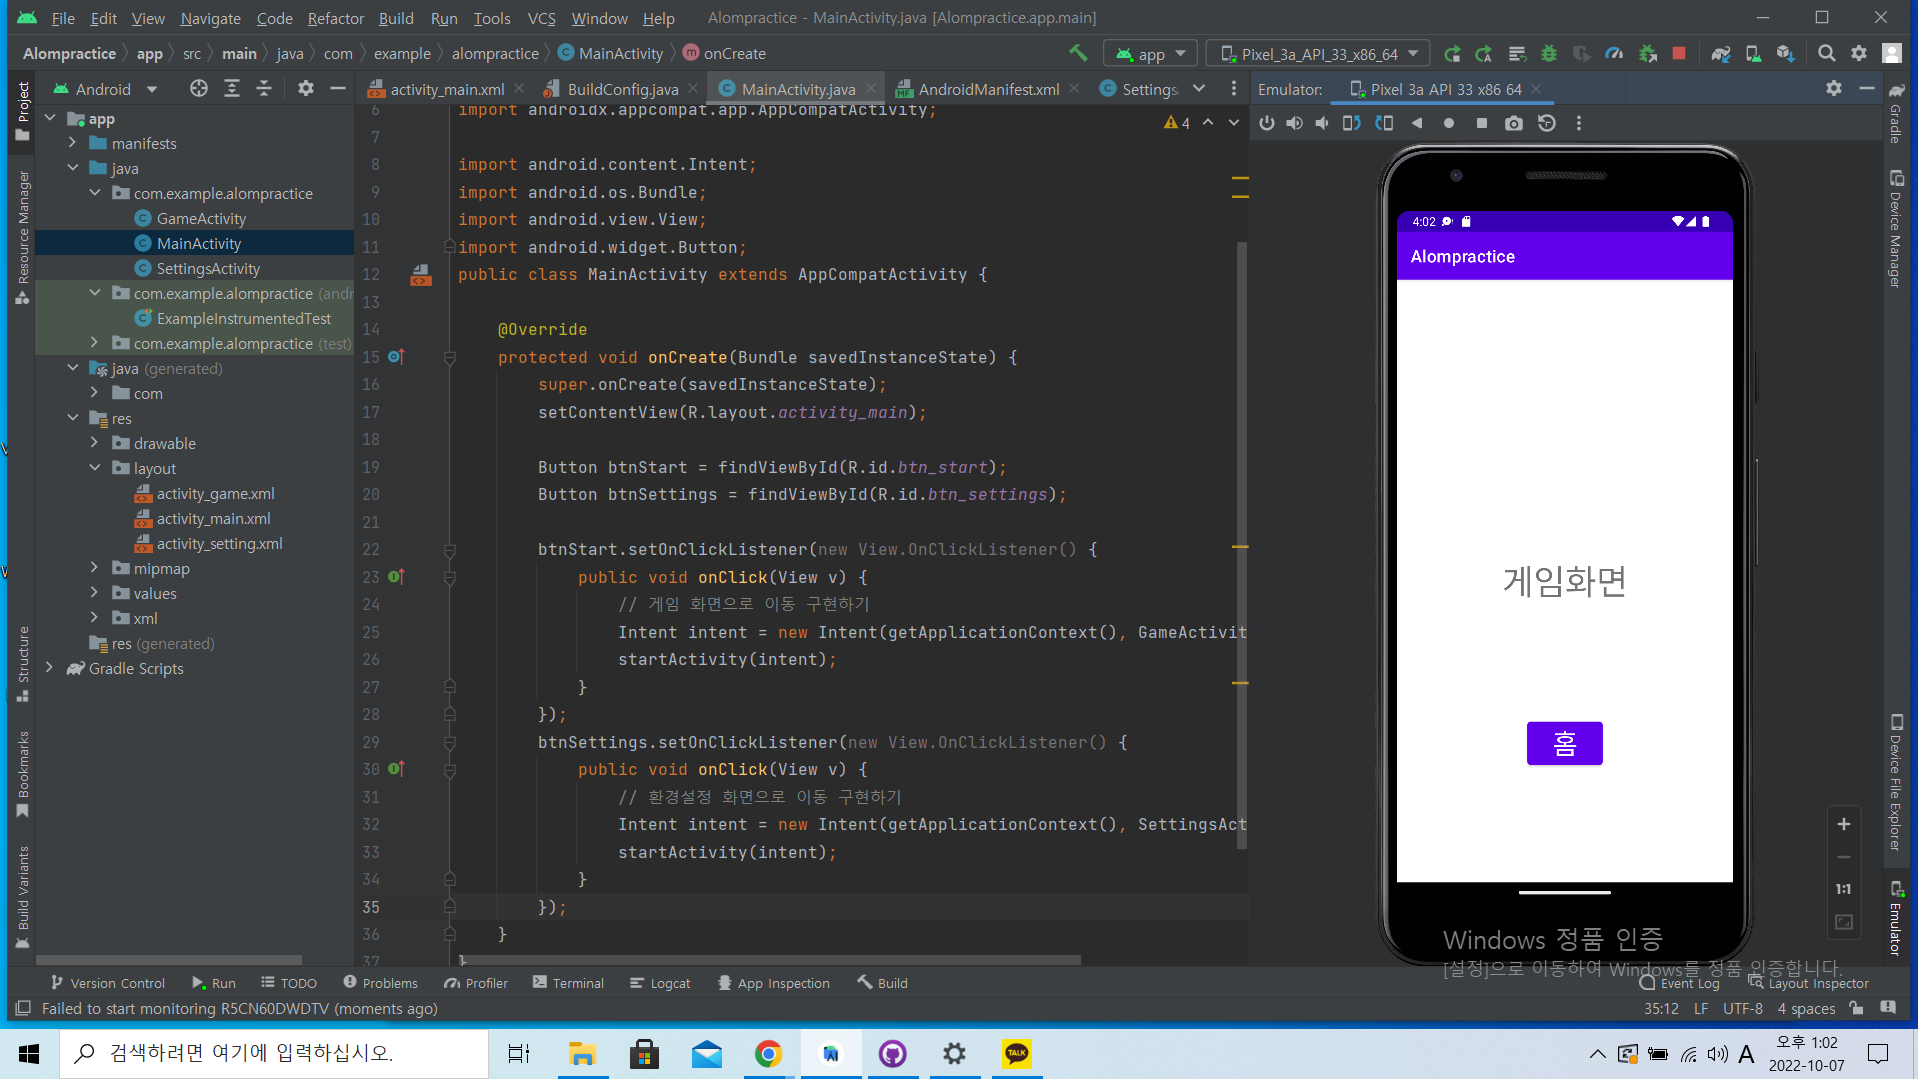 File Edit View Navigate Code Refactor Build Run Tools VCS Window Help Alompractice - MainActivity.java [Alompractice.app.main]
Alompractice app src main java com example alompractice MainActivity onCreate app Pixel_3a_API_33_x86_64
Android activity_main.xml BuildConfig.java MainActivity.java AndroidManifest.xml Settings Emulator: Pixel 3a API 33 x86 64
Project
Resource Manager
Structure
Bookmarks
Build Variants
app
manifests
java
com.example.alompractice
GameActivity
MainActivity
SettingsActivity
com.example.alompractice (andr
ExampleInstrumentedTest
com.example.alompractice (test)
java (generated)
com
res
drawable
layout
activity_game.xml
activity_main.xml
activity_setting.xml
mipmap
values
xml
res (generated)
Gradle Scripts
4
6 import androidx.appcompat.app.AppCompatActivity;
7
8 import android.content.Intent;
9 import android.os.Bundle;
10 import android.view.View;
11 import android.widget.Button;
12 public class MainActivity extends AppCompatActivity {
13
14 @Override
15 protected void onCreate(Bundle savedInstanceState) {
16 super.onCreate(savedInstanceState);
17 setContentView(R.layout.activity_main);
18
19 Button btnStart = findViewById(R.id.btn_start);
20 Button btnSettings = findViewById(R.id.btn_settings);
21
22 btnStart.setOnClickListener(new View.OnClickListener() {
23 public void onClick(View v) {
24 // 게임 화면으로 이동 구현하기
25 Intent intent = new Intent(getApplicationContext(), GameActivit
26 startActivity(intent);
27 }
28 });
29 btnSettings.setOnClickListener(new View.OnClickListener() {
30 public void onClick(View v) {
31 // 환경설정 화면으로 이동 구현하기
32 Intent intent = new Intent(getApplicationContext(), SettingsAct
33 startActivity(intent);
34 }
35 });
36 }
37 }
4:02
Alompractice
게임화면
홈
1:1
Gradle
Device Manager
Device File Explorer
Emulator
Windows 정품 인증
[설정]으로 이동하여 Windows를 정품 인증합니다.
Version Control Run TODO Problems Profiler Terminal Logcat App Inspection Build Event Log Layout Inspector
Failed to start monitoring R5CN60DWDTV (moments ago) 35:12 LF UTF-8 4 spaces
검색하려면 여기에 입력하십시오.
TALK
A
오후 1:02
2022-10-07